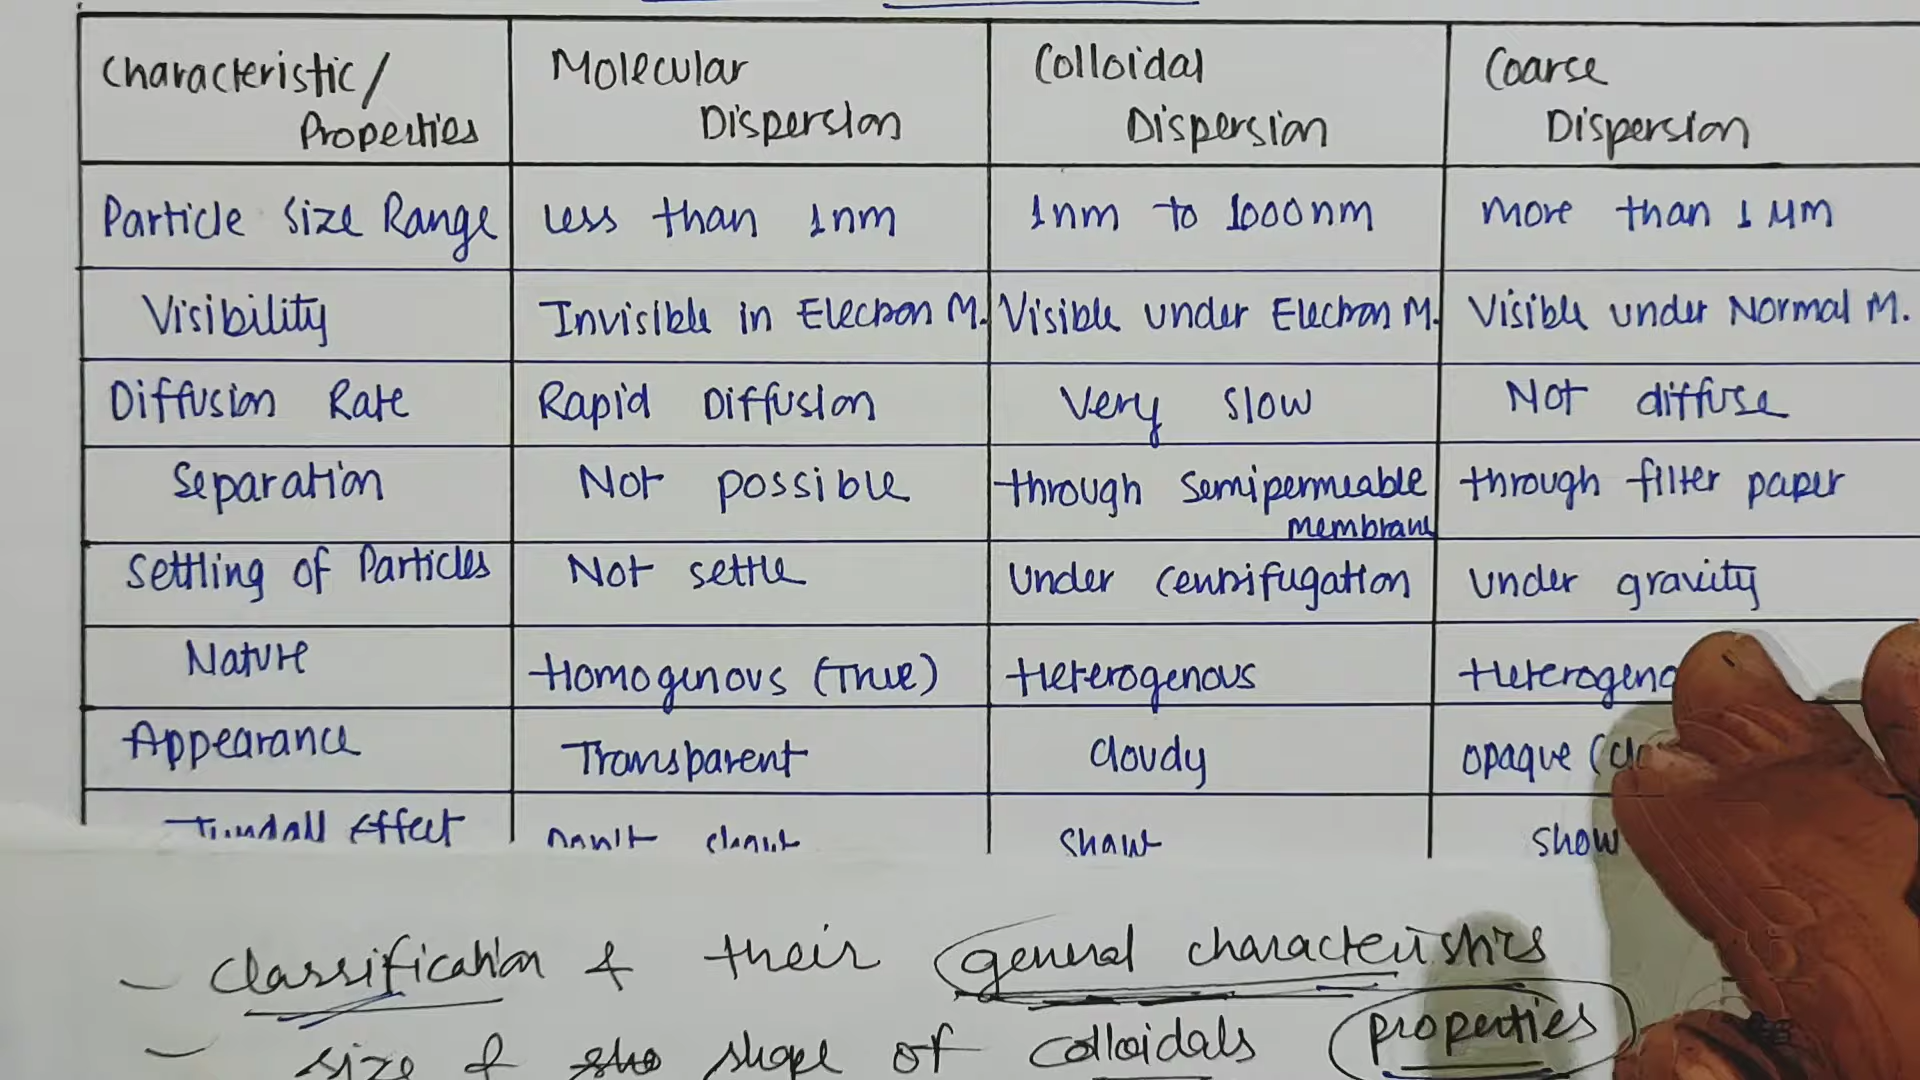 Characteristic/ Properties Molecular Dispersion Colloidal Dispersion Coarse Dispersion
Particle Size Range Less than 1nm 1nm to 1000nm More than 1 μm
Visibility Invisible in Electron M. Visible under Electron M. Visible under Normal M.
Diffusion Rate Rapid Diffusion Very slow Not diffuse
Separation Not possible through semipermeable membrane through filter paper
Settling of Particles Not settle Under Centrifugation Under gravity
Nature Homogenous (True) Heterogenous
Appearance Transparent Cloudy opaque
Tyndall Effect show show
- Classification & their general characteristics
- size & shape of colloidals properties